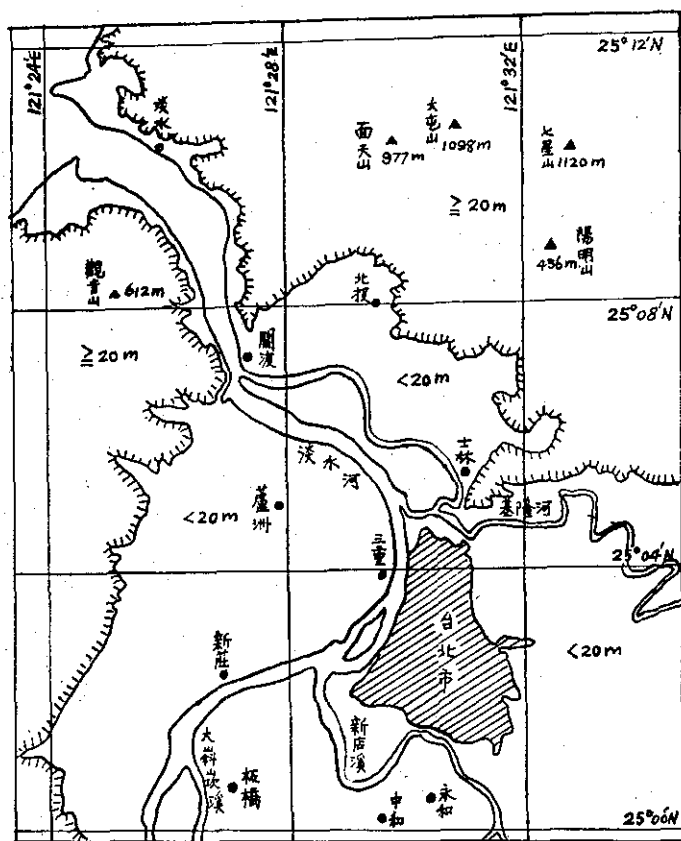 121°24'E
121°28'E
121°32'E
25°12'N
淡水
面天山
977m
大屯山
1098m
七星山
1120m
≧20m
陽明山
436m
觀音山
612m
北投
25°08'N
關渡
≧20m
<20m
士林
淡水河
蘆洲
<20m
基隆河
25°04'N
三重
台北市
<20m
新莊
新店溪
大嵙崁溪
板橋
中和
永和
25°00'N